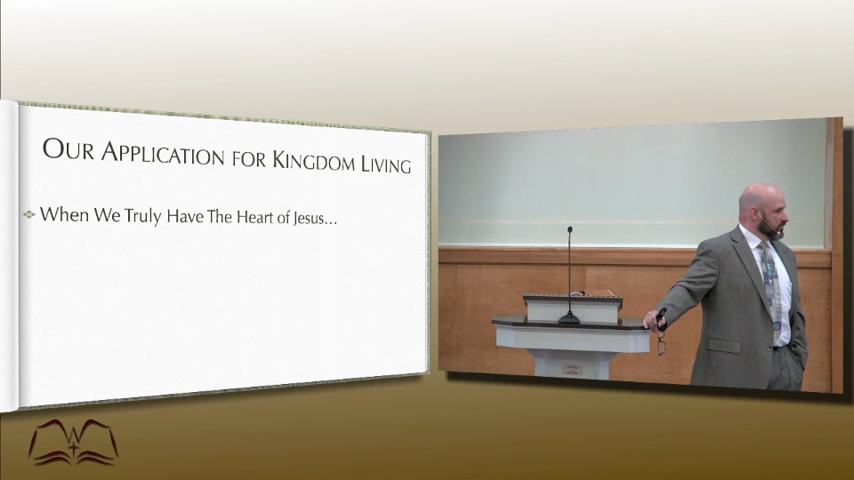 OUR APPLICATION FOR KINGDOM LIVING
When We Truly Have The Heart of Jesus...